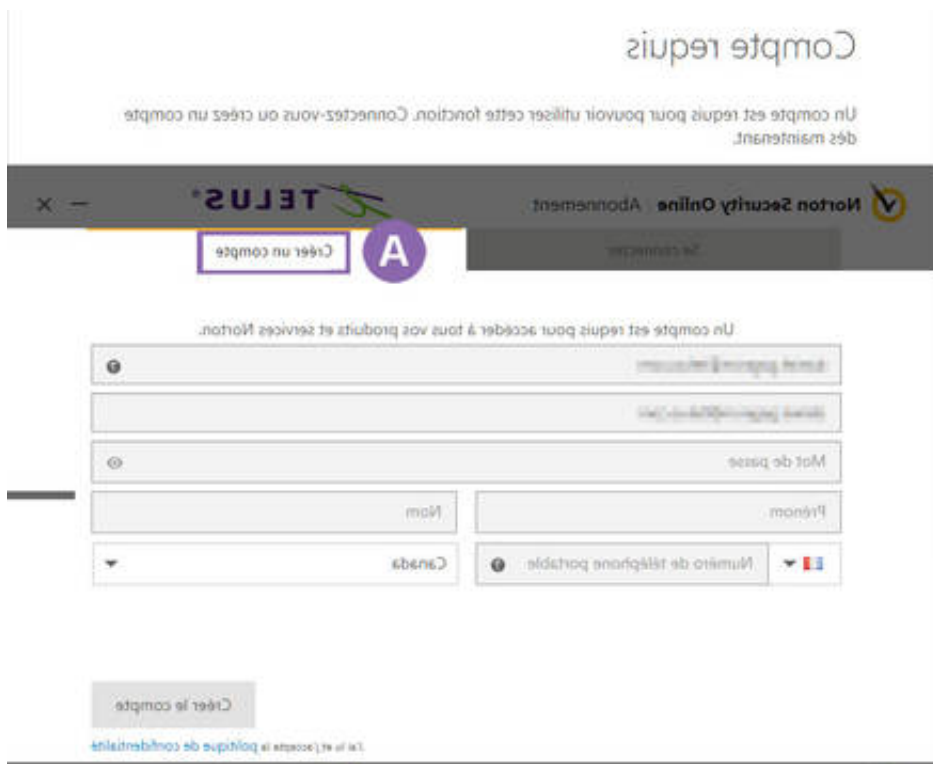 Compte requis
Un compte est requis pour pouvoir utiliser cette fonction. Connectez-vous ou créez un compte
dès maintenant.
Norton Security Online Abonnement TELUS®
Se connecter A Créer un compte
Un compte est requis pour accéder à tous vos produits et services Norton.
Mot de passe
Prénom Nom
Numéro de téléphone portable Canada
Créer le compte
J'ai lu et j'accepte la politique de confidentialité